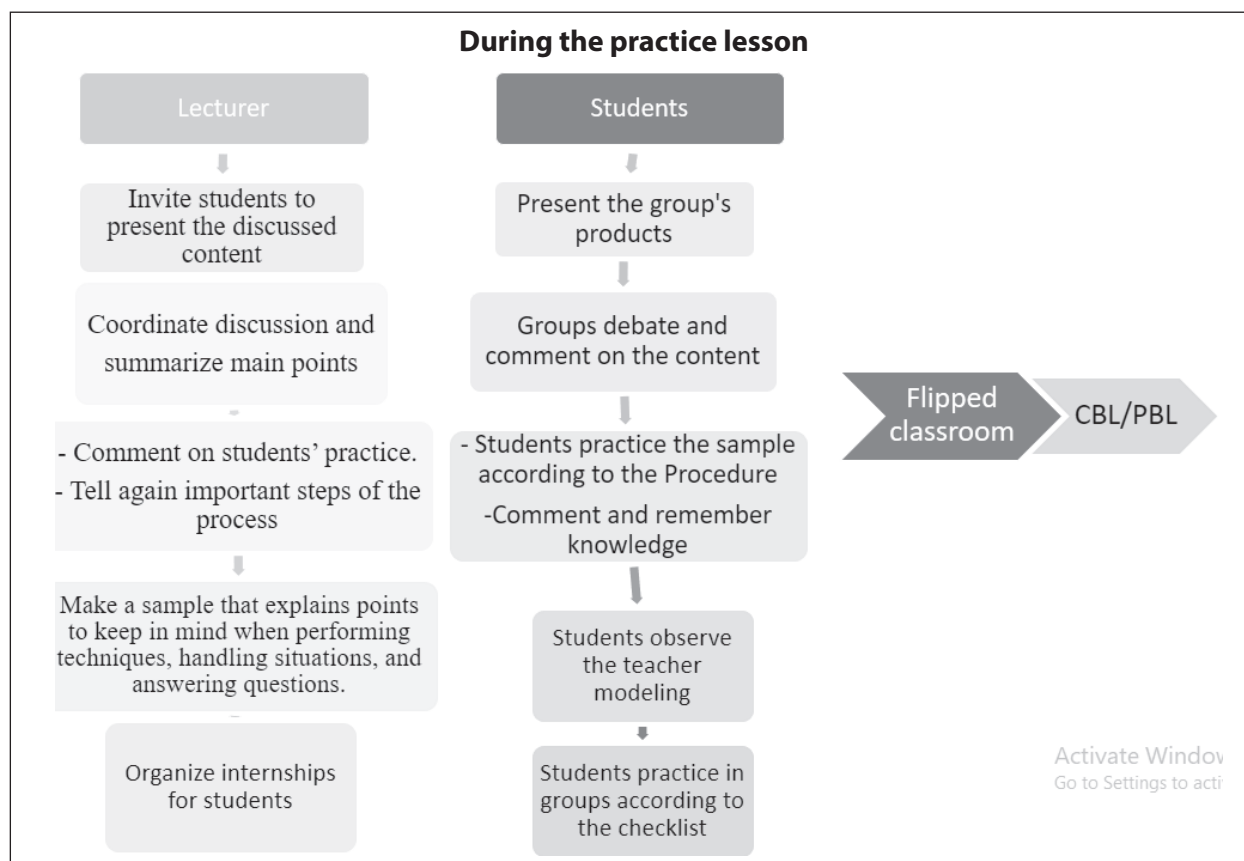 During the practice lesson
Lecturer
Invite students to
present the discussed
content
Coordinate discussion and
summarize main points
- Comment on students’ practice.
- Tell again important steps of the
process
Make a sample that explains points
to keep in mind when performing
techniques, handling situations, and
answering questions.
Organize internships
for students
Students
Present the group's
products
Groups debate and
comment on the content
- Students practice the sample
according to the Procedure
-Comment and remember
knowledge
Students observe
the teacher
modeling
Students practice in
groups according to
the checklist
Flipped
classroom
CBL/PBL
Activate Window
Go to Settings to acti